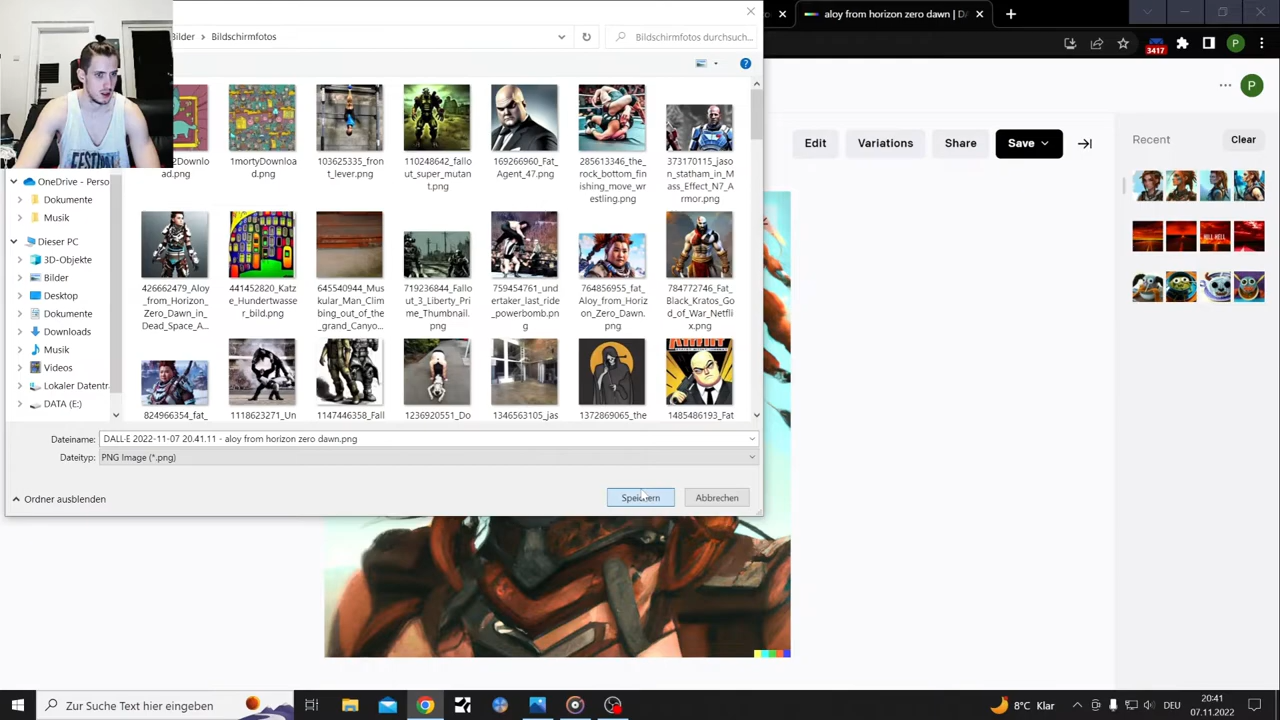 aloy from horizon zero dawn | DA
Bilder > Bildschirmfotos
Bildschirmfotos durchsuch...
3417
P
P
Edit
Variations
Share
Save
Recent
Clear
OneDrive - Perso
Dokumente
Musik
Dieser PC
3D-Objekte
Bilder
Desktop
Dokumente
Downloads
Musik
Videos
Lokaler Datentr
DATA (E:)
2Downlo
ad.png
1mortyDownloa
d.png
103625335_fron
t_lever.png
110248642_fallo
out_super_mutan
t.png
169266960_Fat_
Agent_47.png
285613346_the_
rock_bottom_fin
ishing_move_wr
estling.png
373170115_jaso
n_statham_in_M
ass_Effect_N7_A
rmor.png
426662479_Aloy
_from_Horizon_
Zero_Dawn_in_
Dead_Space_A...
441452820_Katz
e_Hundertwasse
r_bild.png
645540944_Mus
kular_Man_Clim
bing_out_of_the
_grand_Canyo...
719236844_Fallo
ut_3_Liberty_Pri
me_Thumbnail.
png
759454761_und
ertaker_last_ride
_powerbomb.pn
g
764856955_fat_
Aloy_from_Horiz
on_Zero_Dawn.
png
784772746_Fat_
Black_Kratos_Go
d_of_War_Netfli
x.png
824966354_fat_
1118623271_Un
1147446358_Fall
1236920551_Do
1346563105_jas
1372869065_the
1485486193_Fat
Dateiname:
DALL·E 2022-11-07 20.41.11 - aloy from horizon zero dawn.png
Dateityp:
PNG Image (*.png)
Ordner ausblenden
Speichern
Abbrechen
Zur Suche Text hier eingeben
8°C Klar
DEU
20:41
07.11.2022